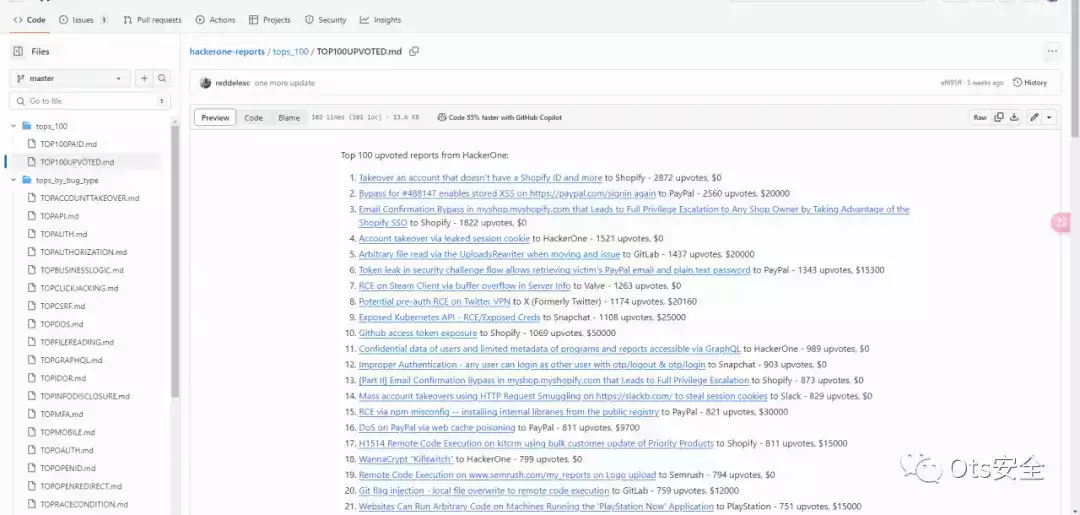 Code Issues 1 Pull requests Actions Projects Security Insights
Files
master
Go to file t
tops_100
TOP100PAID.md
TOP100UPVOTED.md
tops_by_bug_type
TOPACCOUNTTAKEOVER.md
TOPAPI.md
TOPAUTH.md
TOPAUTHORIZATION.md
TOPBUSINESSLOGIC.md
TOPCLICKJACKING.md
TOPCSRF.md
TOPDOS.md
TOPFILEREADING.md
TOPGRAPHQL.md
TOPIDOR.md
TOPINFODISCLOSURE.md
TOPMFA.md
TOPMOBILE.md
TOPOAUTH.md
TOPOPENID.md
TOPOPENREDIRECT.md
TOPRACECONDITION.md
hackerone-reports / tops_100 / TOP100UPVOTED.md
reddelexc one more update
5 weeks ago History
Preview Code Blame 102 lines (101 loc) · 13.6 KB Code 55% faster with GitHub Copilot
Raw
Top 100 upvoted reports from HackerOne:
1. Takeover an account that doesn't have a Shopify ID and more to Shopify - 2872 upvotes, $0
2. Bypass for #488147 enables stored XSS on https://paypal.com/signin again to PayPal - 2560 upvotes, $20000
3. Email Confirmation Bypass in myshop.myshopify.com that Leads to Full Privilege Escalation to Any Shop Owner by Taking Advantage of the
Shopify SSO to Shopify - 1822 upvotes, $0
4. Account takeover via leaked session cookie to HackerOne - 1521 upvotes, $0
5. Arbitrary file read via the UploadsRewriter when moving and issue to GitLab - 1437 upvotes, $20000
6. Token leak in security challenge flow allows retrieving victim's PayPal email and plain text password to PayPal - 1343 upvotes, $15300
7. RCE on Steam Client via buffer overflow in Server Info to Valve - 1263 upvotes, $0
8. Potential pre-auth RCE on Twitter VPN to X (Formerly Twitter) - 1174 upvotes, $20160
9. Exposed Kubernetes API - RCE/Exposed Creds to Snapchat - 1108 upvotes, $25000
10. Github access token exposure to Shopify - 1069 upvotes, $50000
11. Confidential data of users and limited metadata of programs and reports accessible via GraphQL to HackerOne - 989 upvotes, $0
12. Improper Authentication - any user can login as other user with otp/logout & otp/login to Snapchat - 903 upvotes, $0
13. [Part II] Email Confirmation Bypass in myshop.myshopify.com that Leads to Full Privilege Escalation to Shopify - 873 upvotes, $0
14. Mass account takeovers using HTTP Request Smuggling on https://slackb.com/ to steal session cookies to Slack - 829 upvotes, $0
15. RCE via npm misconfig -- installing internal libraries from the public registry to PayPal - 821 upvotes, $30000
16. DoS on PayPal via web cache poisoning to PayPal - 811 upvotes, $9700
17. H1514 Remote Code Execution on kitcrm using bulk customer update of Priority Products to Shopify - 811 upvotes, $15000
18. WannaCrypt "Killswitch" to HackerOne - 799 upvotes, $0
19. Remote Code Execution on www.semrush.com/my_reports on Logo upload to Semrush - 794 upvotes, $0
20. Git flag injection - local file overwrite to remote code execution to GitLab - 759 upvotes, $12000
21. Websites Can Run Arbitrary Code on Machines Running the 'PlayStation Now' Application to PlayStation - 751 upvotes, $15000
Ots安全